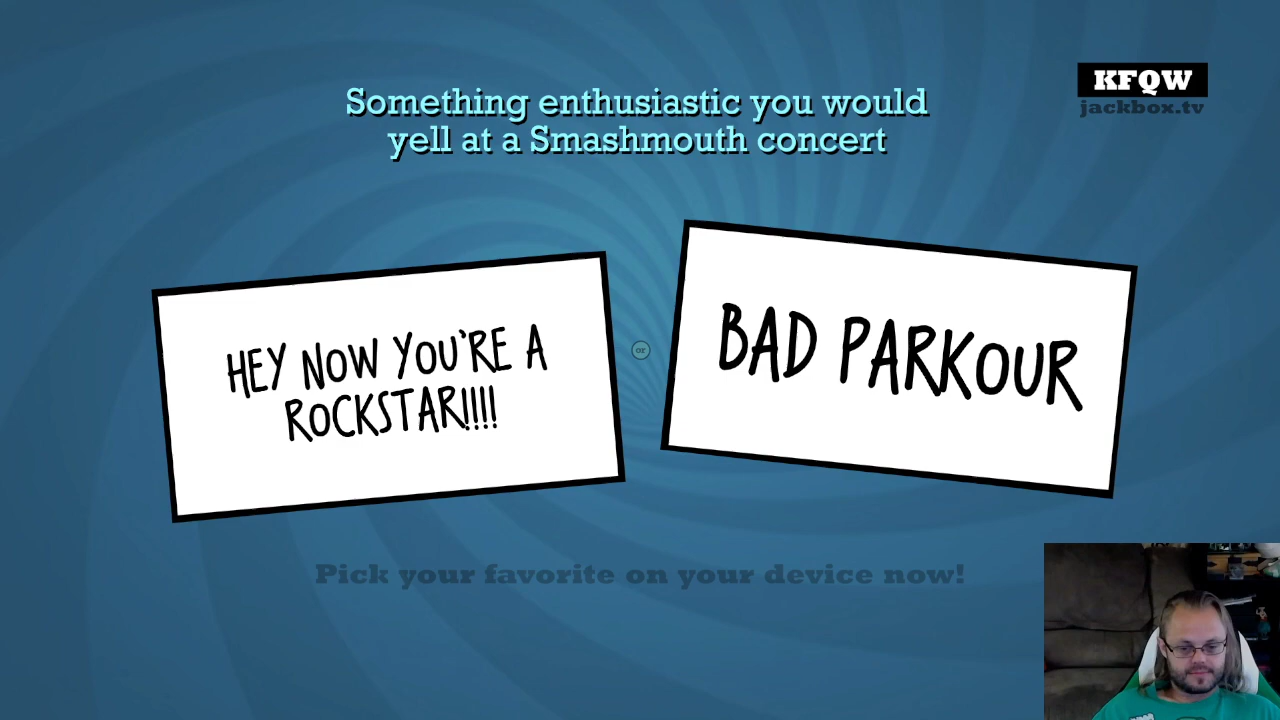 KFQW
jackbox.tv
Something enthusiastic you would
yell at a Smashmouth concert
HEY NOW YOU'RE A
ROCKSTAR!!!!
or
BAD PARKOUR
Pick your favorite on your device now!